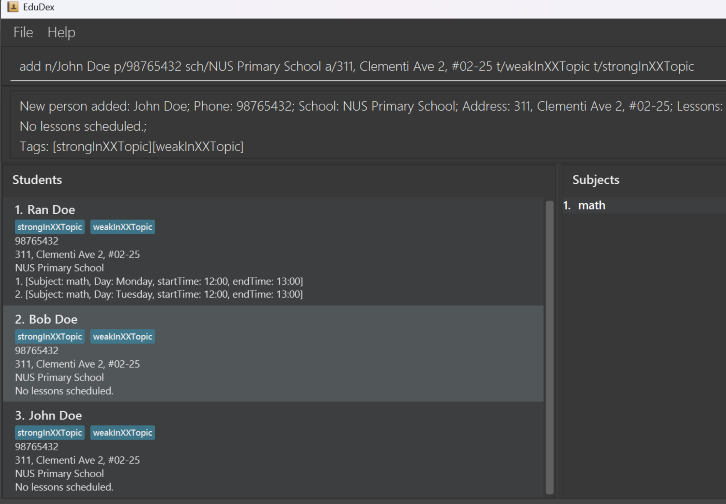 EduDex
File Help
add n/John Doe p/98765432 sch/NUS Primary School a/311, Clementi Ave 2, #02-25 t/weakInXXTopic t/strongInXXTopic
New person added: John Doe; Phone: 98765432; School: NUS Primary School; Address: 311, Clementi Ave 2, #02-25; Lessons:
No lessons scheduled.;
Tags: [strongInXXTopic][weakInXXTopic]
Students
1. Ran Doe
strongInXXTopic weakInXXTopic
98765432
311, Clementi Ave 2, #02-25
NUS Primary School
1. [Subject: math, Day: Monday, startTime: 12:00, endTime: 13:00]
2. [Subject: math, Day: Tuesday, startTime: 12:00, endTime: 13:00]
2. Bob Doe
strongInXXTopic weakInXXTopic
98765432
311, Clementi Ave 2, #02-25
NUS Primary School
No lessons scheduled.
3. John Doe
strongInXXTopic weakInXXTopic
98765432
311, Clementi Ave 2, #02-25
NUS Primary School
No lessons scheduled.
Subjects
1. math